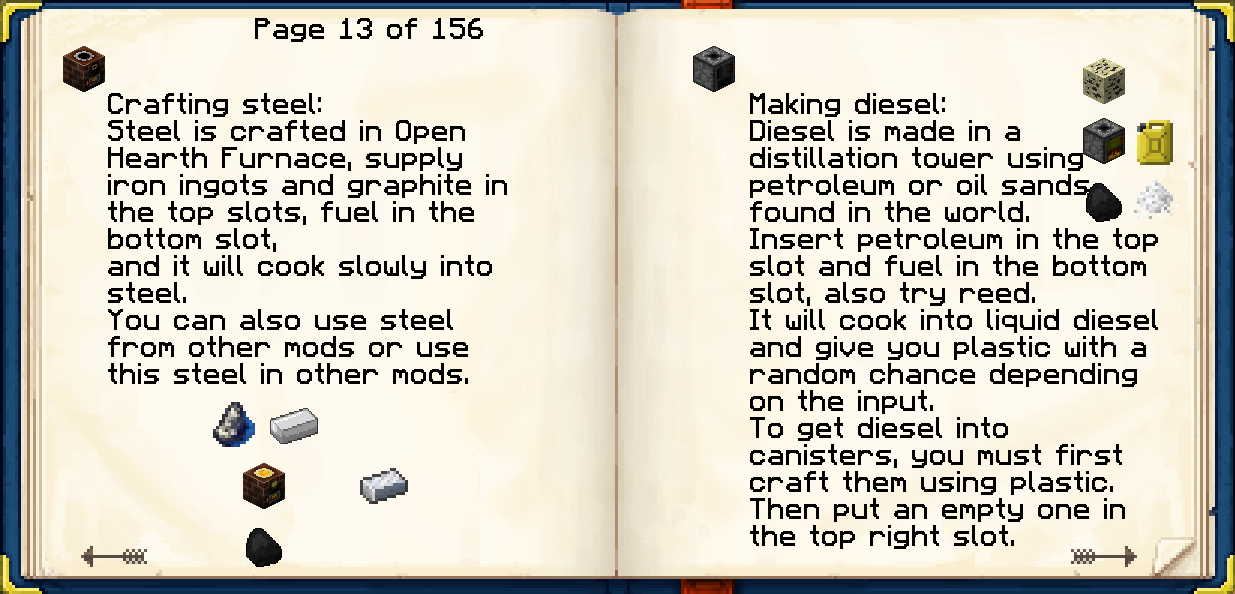 Page 13 of 156
Crafting steel:
Steel is crafted in Open
Hearth Furnace, supply
iron ingots and graphite in
the top slots, fuel in the
bottom slot,
and it will cook slowly into
steel.
You can also use steel
from other mods or use
this steel in other mods.
Making diesel:
Diesel is made in a
distillation tower using
petroleum or oil sands
found in the world.
Insert petroleum in the top
slot and fuel in the bottom
slot, also try reed.
It will cook into liquid diesel
and give you plastic with a
random chance depending
on the input.
To get diesel into
canisters, you must first
craft them using plastic.
Then put an empty one in
the top right slot.